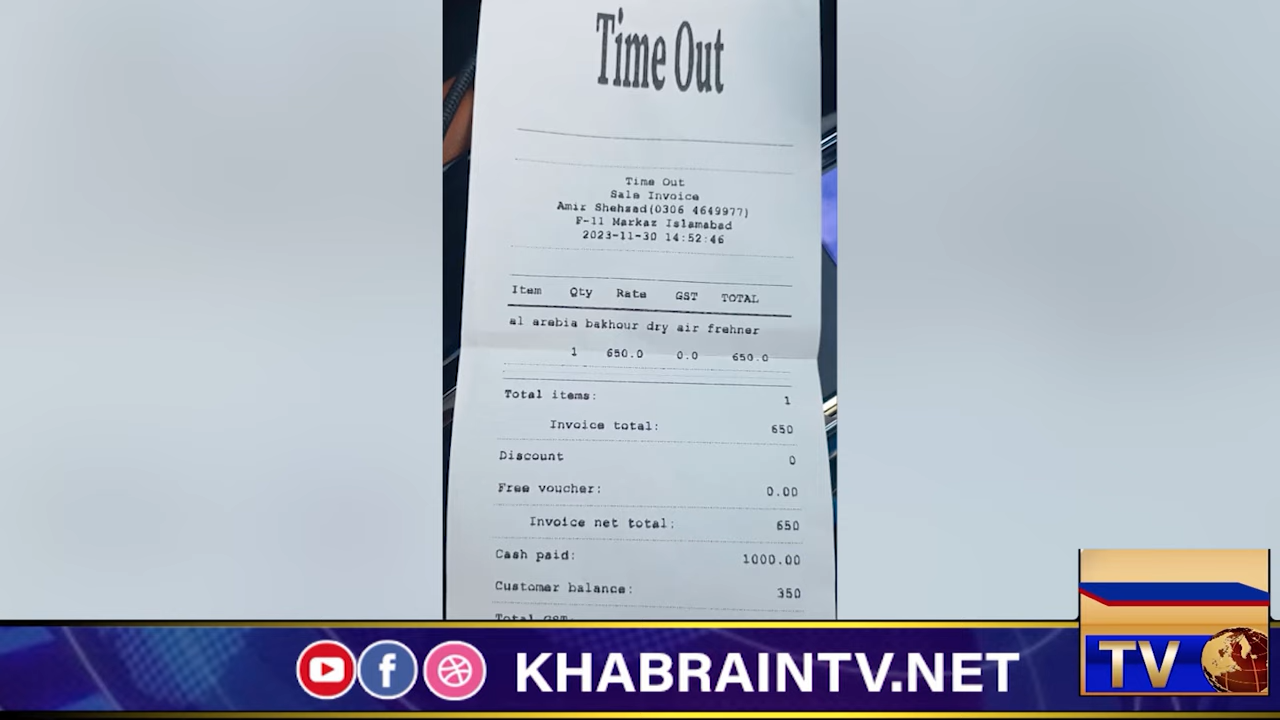 Time Out
Time Out
Sale Invoice
Amir Shehzad(0306 4649977)
F-11 Markaz Islamabad
2023-11-30 14:52:46
Item Qty Rate GST TOTAL
al arabia bakhour dry air frehner
1 650.0 0.0 650.0
Total items: 1
Invoice total: 650
Discount 0
Free voucher: 0.00
Invoice net total: 650
Cash paid: 1000.00
Customer balance: 350
KHABRAINTV.NET
TV